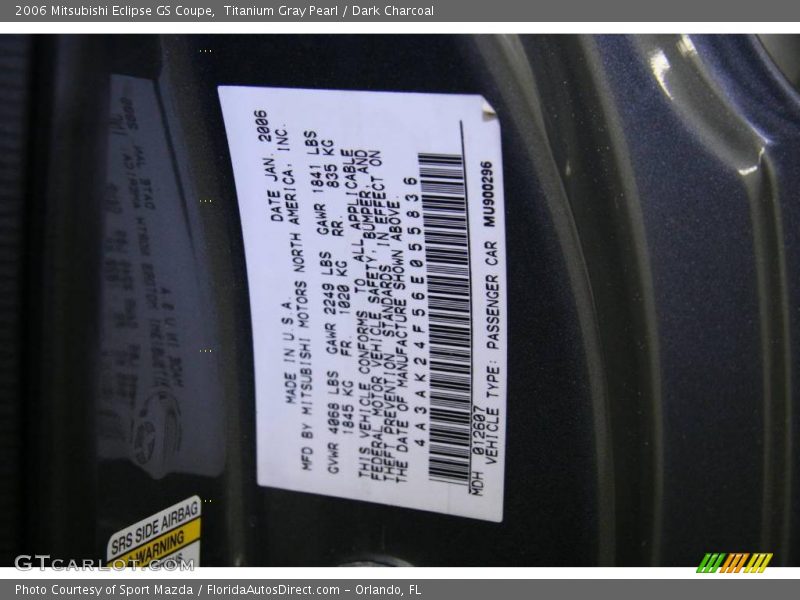 2006 Mitsubishi Eclipse GS Coupe, Titanium Gray Pearl / Dark Charcoal
MADE IN U.S.A. DATE JAN. 2006
MFD BY MITSUBISHI MOTORS NORTH AMERICA, INC.
GVWR 4068 LBS GAWR 2249 LBS GAWR 1841 LBS
1845 KG FR. 1020 KG RR. 835 KG
THIS VEHICLE CONFORMS TO ALL APPLICABLE
FEDERAL MOTOR VEHICLE SAFETY, BUMPER, AND
THEFT PREVENTION STANDARDS IN EFFECT ON
THE DATE OF MANUFACTURE SHOWN ABOVE.
4A3AK24F56E055836
MDH 012607
VEHICLE TYPE: PASSENGER CAR MU900296
SRS SIDE AIRBAG
WARNING
GTcarlot.com
Photo Courtesy of Sport Mazda / FloridaAutosDirect.com – Orlando, FL